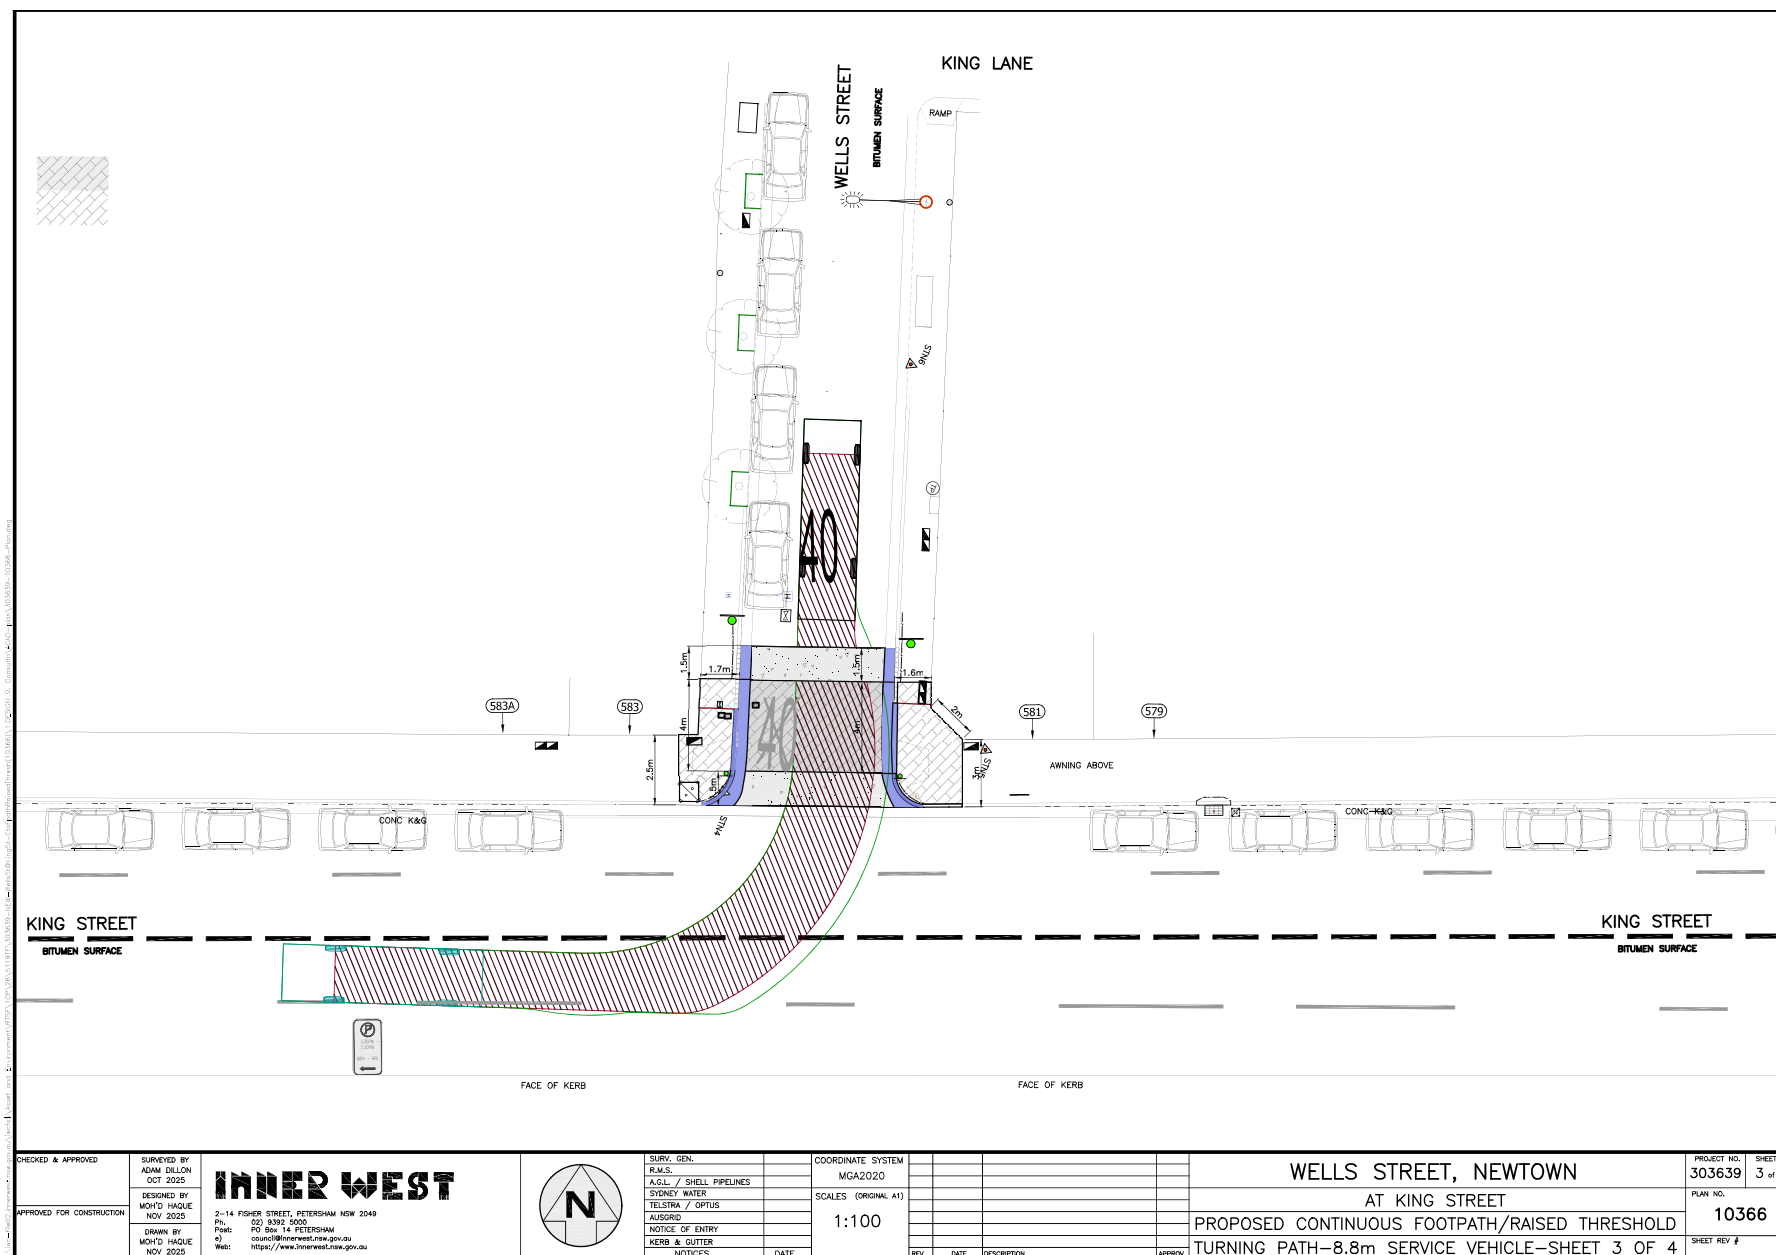 KING LANE
WELLS STREET
BITUMEN SURFACE
RAMP
STN6
40
1.5m
1.7m
1.5m
1.6m
583A
583
4m
40
4m
2m
581
579
2.5m
3m
STN5
AWNING ABOVE
CONC K&G
STN4
CONC K&G
KING STREET
BITUMEN SURFACE
KING STREET
BITUMEN SURFACE
P
FACE OF KERB
FACE OF KERB
CHECKED & APPROVED
APPROVED FOR CONSTRUCTION
SURVEYED BY
ADAM DILLON
OCT 2025
DESIGNED BY
MOH'D HAQUE
NOV 2025
DRAWN BY
MOH'D HAQUE
NOV 2025
INNER WEST
2-14 FISHER STREET, PETERSHAM NSW 2049
Ph. 02) 9392 5000
Post: PO Box 14 PETERSHAM
e) council@innerwest.nsw.gov.au
Web: https://www.innerwest.nsw.gov.au
N
SURV. GEN.
R.M.S.
A.G.L. / SHELL PIPELINES
SYDNEY WATER
TELSTRA / OPTUS
AUSGRID
NOTICE OF ENTRY
KERB & GUTTER
NOTICES DATE
COORDINATE SYSTEM
MGA2020
SCALES (ORIGINAL A1)
1:100
REV DATE DESCRIPTION APPROV
WELLS STREET, NEWTOWN
AT KING STREET
PROPOSED CONTINUOUS FOOTPATH/RAISED THRESHOLD
TURNING PATH-8.8m SERVICE VEHICLE-SHEET 3 OF 4
PROJECT NO.
303639
SHEET
3 of
PLAN NO.
10366
SHEET REV #